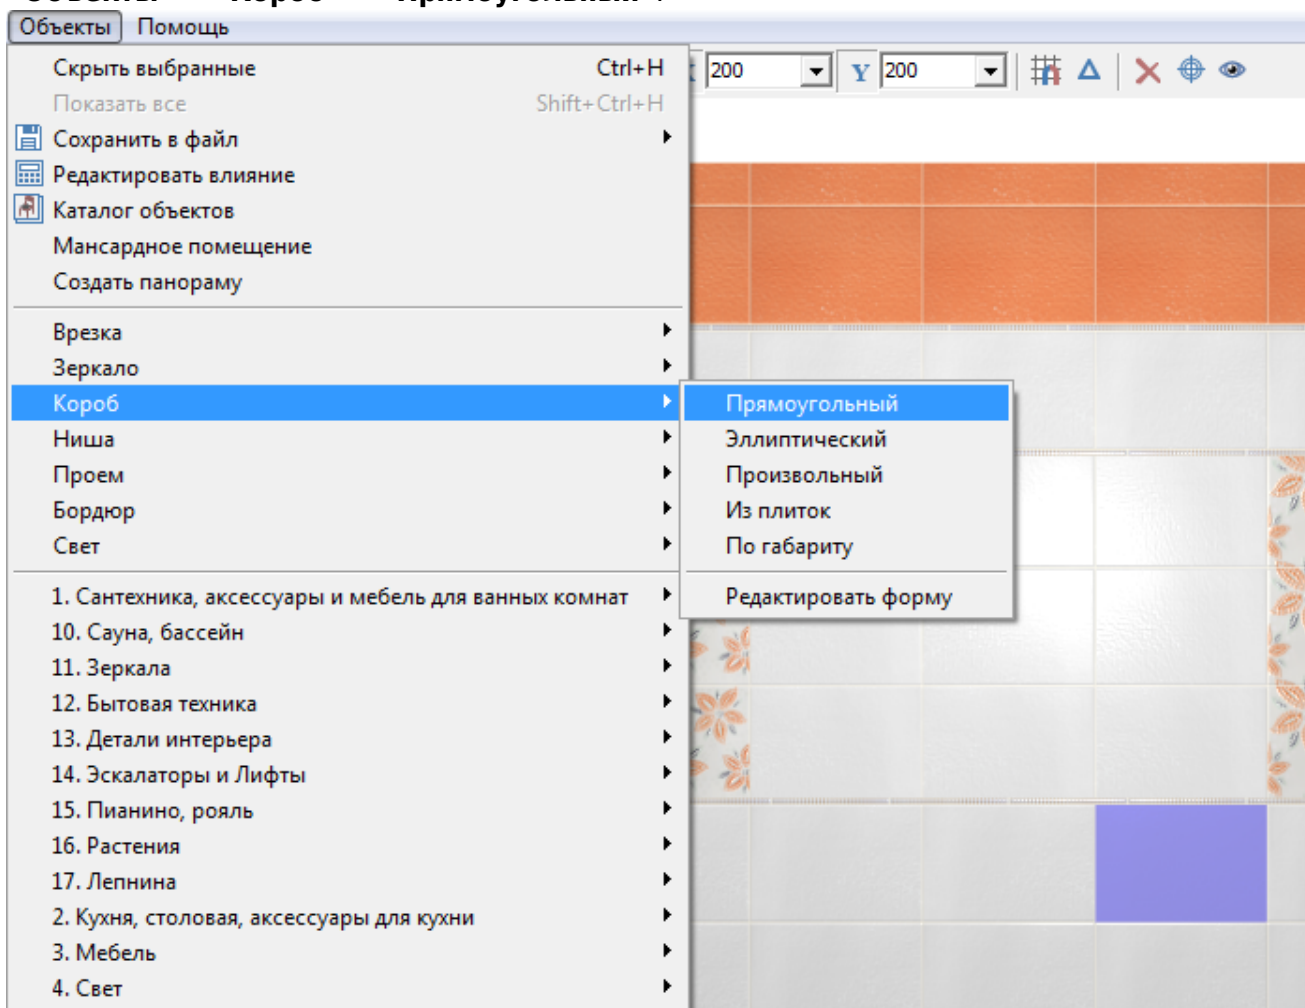 Объекты Короб Прямоугольный
Объекты Помощь
Скрыть выбранные Ctrl+H
200 Y 200
Показать все Shift+Ctrl+H
Сохранить в файл
Редактировать влияние
Каталог объектов
Мансардное помещение
Создать панораму
Врезка
Зеркало
Короб
Ниша
Проем
Бордюр
Свет
Прямоугольный
Эллиптический
Произвольный
Из плиток
По габариту
Редактировать форму
1. Сантехника, аксессуары и мебель для ванных комнат
10. Сауна, бассейн
11. Зеркала
12. Бытовая техника
13. Детали интерьера
14. Эскалаторы и Лифты
15. Пианино, рояль
16. Растения
17. Лепнина
2. Кухня, столовая, аксессуары для кухни
3. Мебель
4. Свет